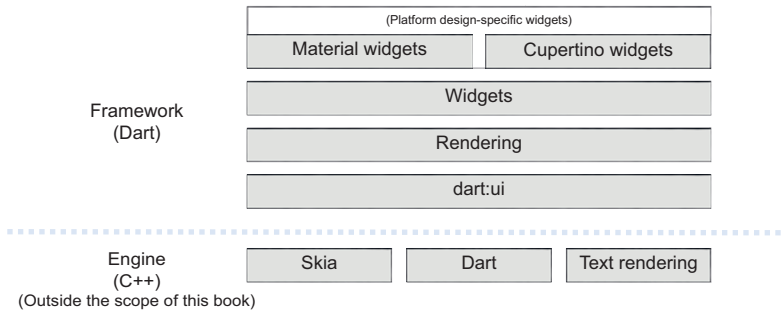 (Platform design-specific widgets)
Material widgets
Cupertino widgets
Widgets
Framework
(Dart)
Rendering
dart:ui
Engine
(C++)
(Outside the scope of this book)
Skia
Dart
Text rendering